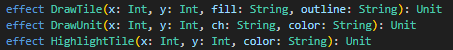 effect DrawTile(x: Int, y: Int, fill: String, outline: String): Unit
effect DrawUnit(x: Int, y: Int, ch: String, color: String): Unit
effect HighlightTile(x: Int, y: Int, color: String): Unit